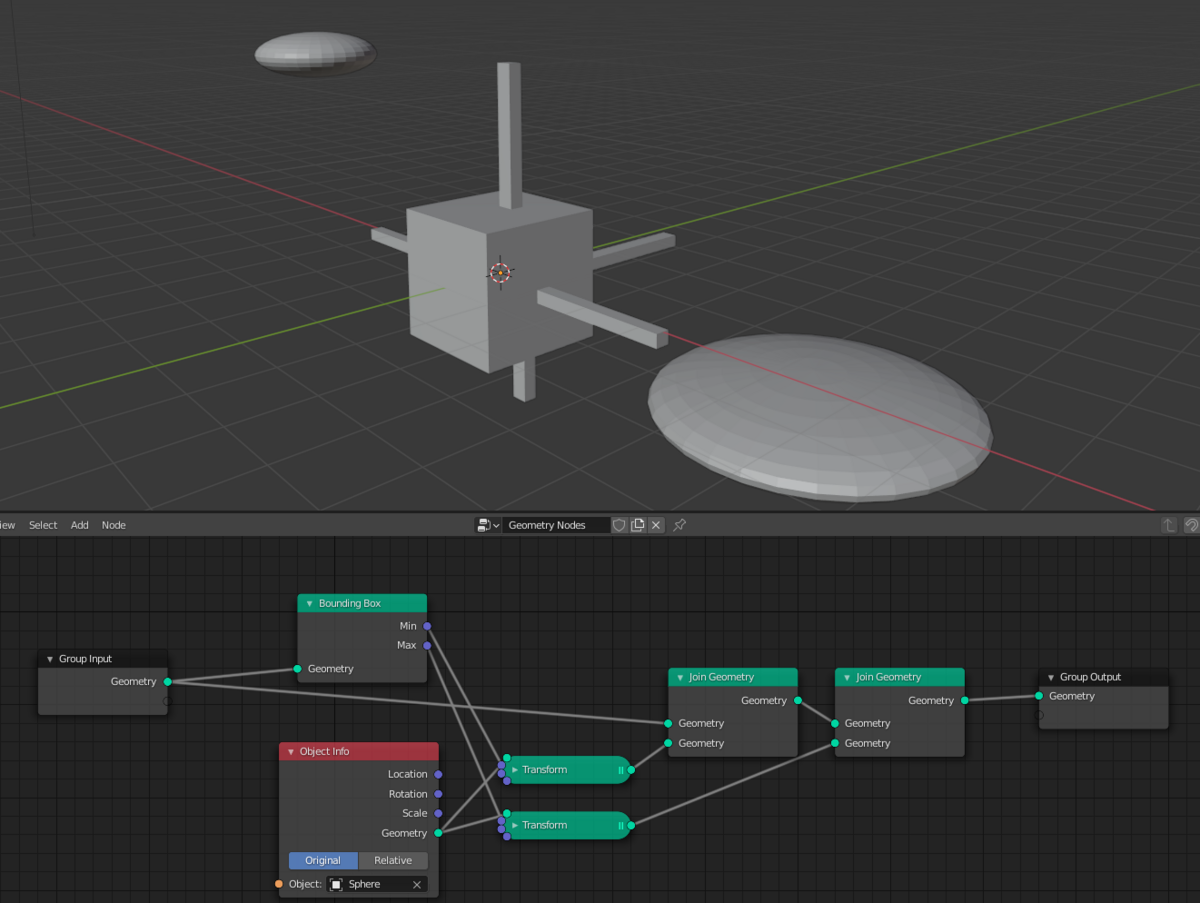 iew Select Add Node Geometry Nodes
Bounding Box
Min
Max
Geometry
Group Input
Geometry
Object Info
Location
Rotation
Scale
Geometry
Original Relative
Object: Sphere
Transform
Transform
Join Geometry
Geometry
Geometry
Geometry
Join Geometry
Geometry
Geometry
Geometry
Group Output
Geometry